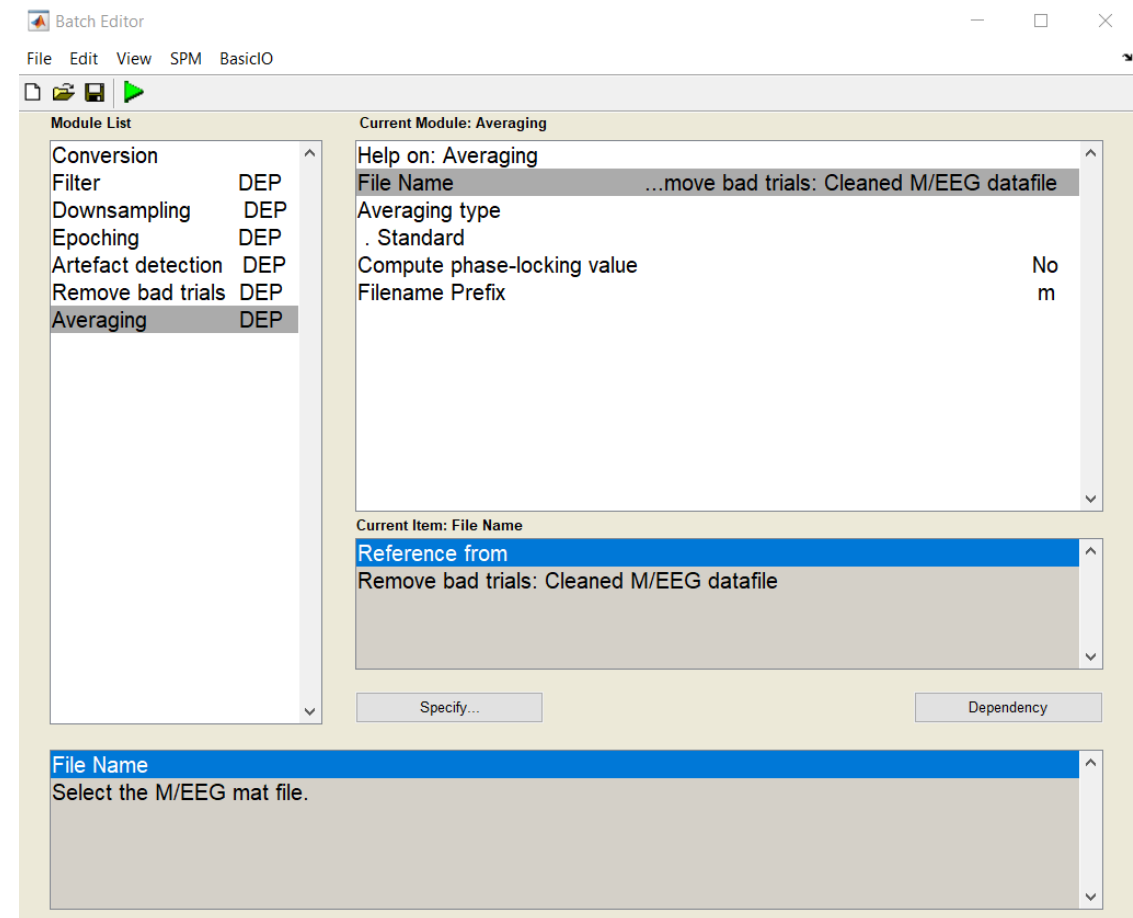 Batch Editor
File Edit View SPM BasicIO
Module List
Current Module: Averaging
Conversion
Filter DEP
Downsampling DEP
Epoching DEP
Artefact detection DEP
Remove bad trials DEP
Averaging DEP
Help on: Averaging
File Name ...move bad trials: Cleaned M/EEG datafile
Averaging type
. Standard
Compute phase-locking value No
Filename Prefix m
Current Item: File Name
Reference from
Remove bad trials: Cleaned M/EEG datafile
Specify...
Dependency
File Name
Select the M/EEG mat file.